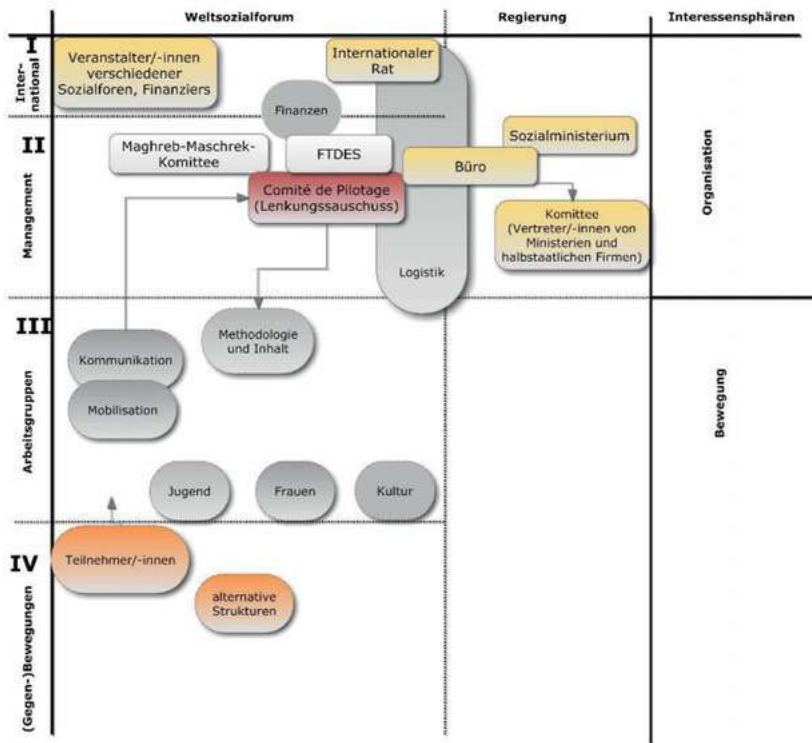 Weltsozialforum
Regierung
Interessensphären
I
Inter-
national
Veranstalter/-innen
verschiedener
Sozialforen, Finanziers
Internationaler
Rat
Finanzen
II
Management
Maghreb-Maschrek-
Komittee
FTDES
Sozialministerium
Büro
Comité de Pilotage
(Lenkungssauschuss)
Komittee
(Vertreter/-innen von
Ministerien und
halbstaatlichen Firmen)
Logistik
Organisation
III
Arbeitsgruppen
Kommunikation
Methodologie
und Inhalt
Mobilisation
Jugend
Frauen
Kultur
Bewegung
IV
(Gegen-)Bewegungen
Teilnehmer/-innen
alternative
Strukturen